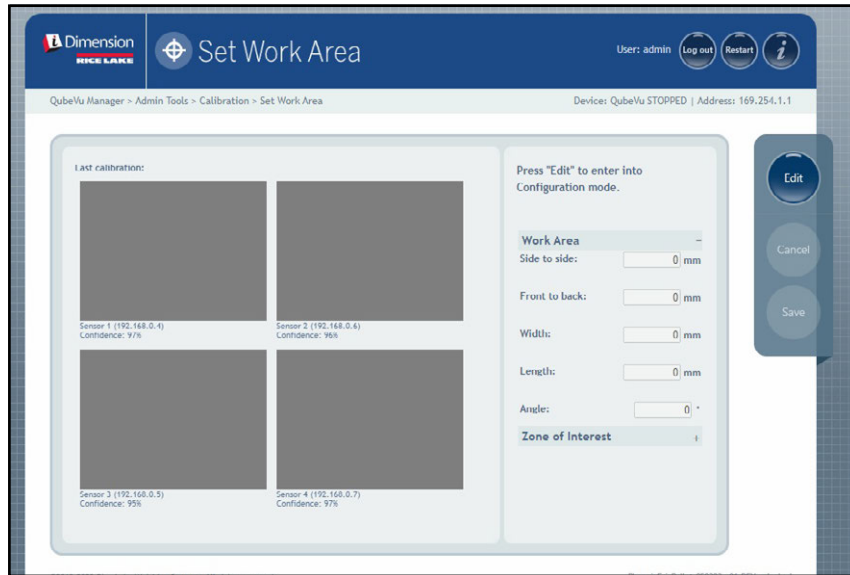 iDimension
RICE LAKE
Set Work Area
User: admin
Log out
Restart
i
QubeVu Manager > Admin Tools > Calibration > Set Work Area
Device: QubeVu STOPPED | Address: 169.254.1.1
Last calibration:
Sensor 1 (192.168.0.4)
Confidence: 97%
Sensor 2 (192.168.0.6)
Confidence: 96%
Sensor 3 (192.168.0.5)
Confidence: 95%
Sensor 4 (192.168.0.7)
Confidence: 97%
Press "Edit" to enter into
Configuration mode.
Work Area −
Side to side: 0 mm
Front to back: 0 mm
Width: 0 mm
Length: 0 mm
Angle: 0 °
Zone of Interest
Edit
Cancel
Save